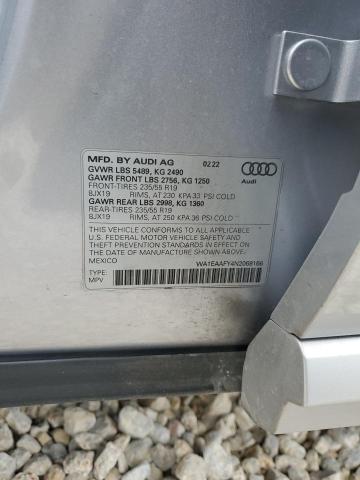 MFD. BY AUDI AG 02 22
GVWR LBS 5489, KG 2490
GAWR FRONT LBS 2756, KG 1250
FRONT-TIRES 235/55 R19
8JX19 RIMS, AT 230 KPA 33 PSI COLD
GAWR REAR LBS 2998, KG 1360
REAR-TIRES 235/55 R19
8JX19 RIMS, AT 250 KPA 36 PSI COLD
Audi
THIS VEHICLE CONFORMS TO ALL APPLICABLE
U.S. FEDERAL MOTOR VEHICLE SAFETY AND
THEFT PREVENTION STANDARDS IN EFFECT ON THE
DATE OF MANUFACTURE SHOWN ABOVE
MEXICO
WA1EAAFY4N2068166
TYPE:
MPV